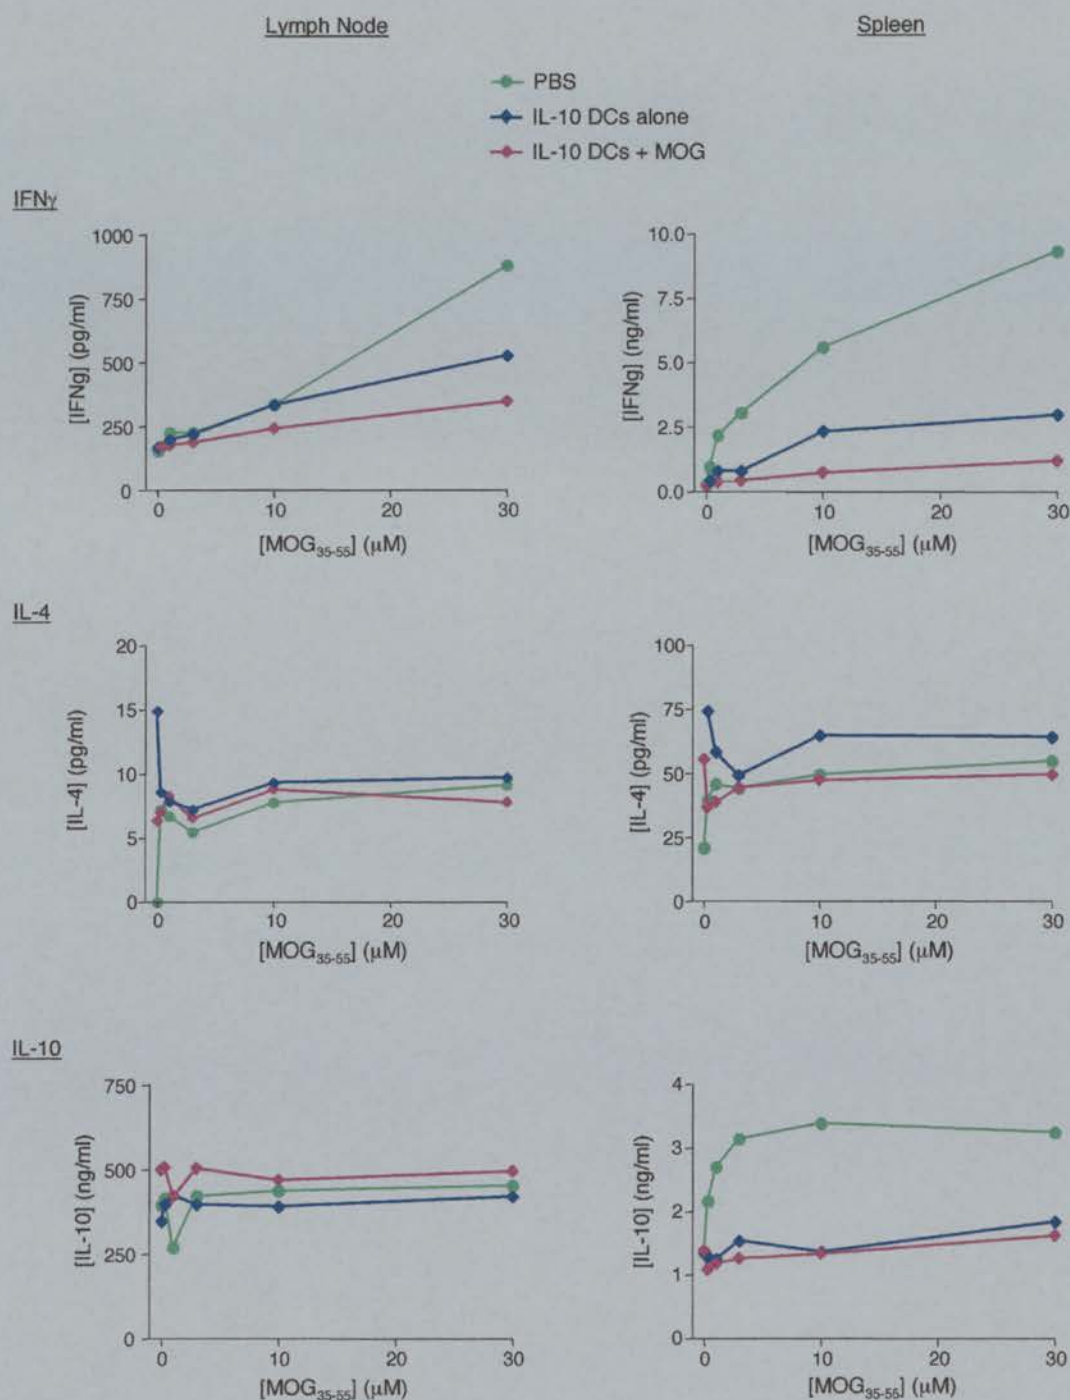 Lymph Node
Spleen
PBS
IL-10 DCs alone
IL-10 DCs + MOG
IFNγ
[IFNg] (pg/ml)
1000
750
500
250
0
0 10 20 30
[MOG35-55] (μM)
[IFNg] (ng/ml)
10.0
7.5
5.0
2.5
0.0
0 10 20 30
[MOG35-55] (μM)
IL-4
[IL-4] (pg/ml)
20
15
10
5
0
0 10 20 30
[MOG35-55] (μM)
[IL-4] (pg/ml)
100
75
50
25
0
0 10 20 30
[MOG35-55] (μM)
IL-10
[IL-10] (ng/ml)
750
500
250
0
0 10 20 30
[MOG35-55] (μM)
[IL-10] (ng/ml)
4
3
2
1
0
0 10 20 30
[MOG35-55] (μM)